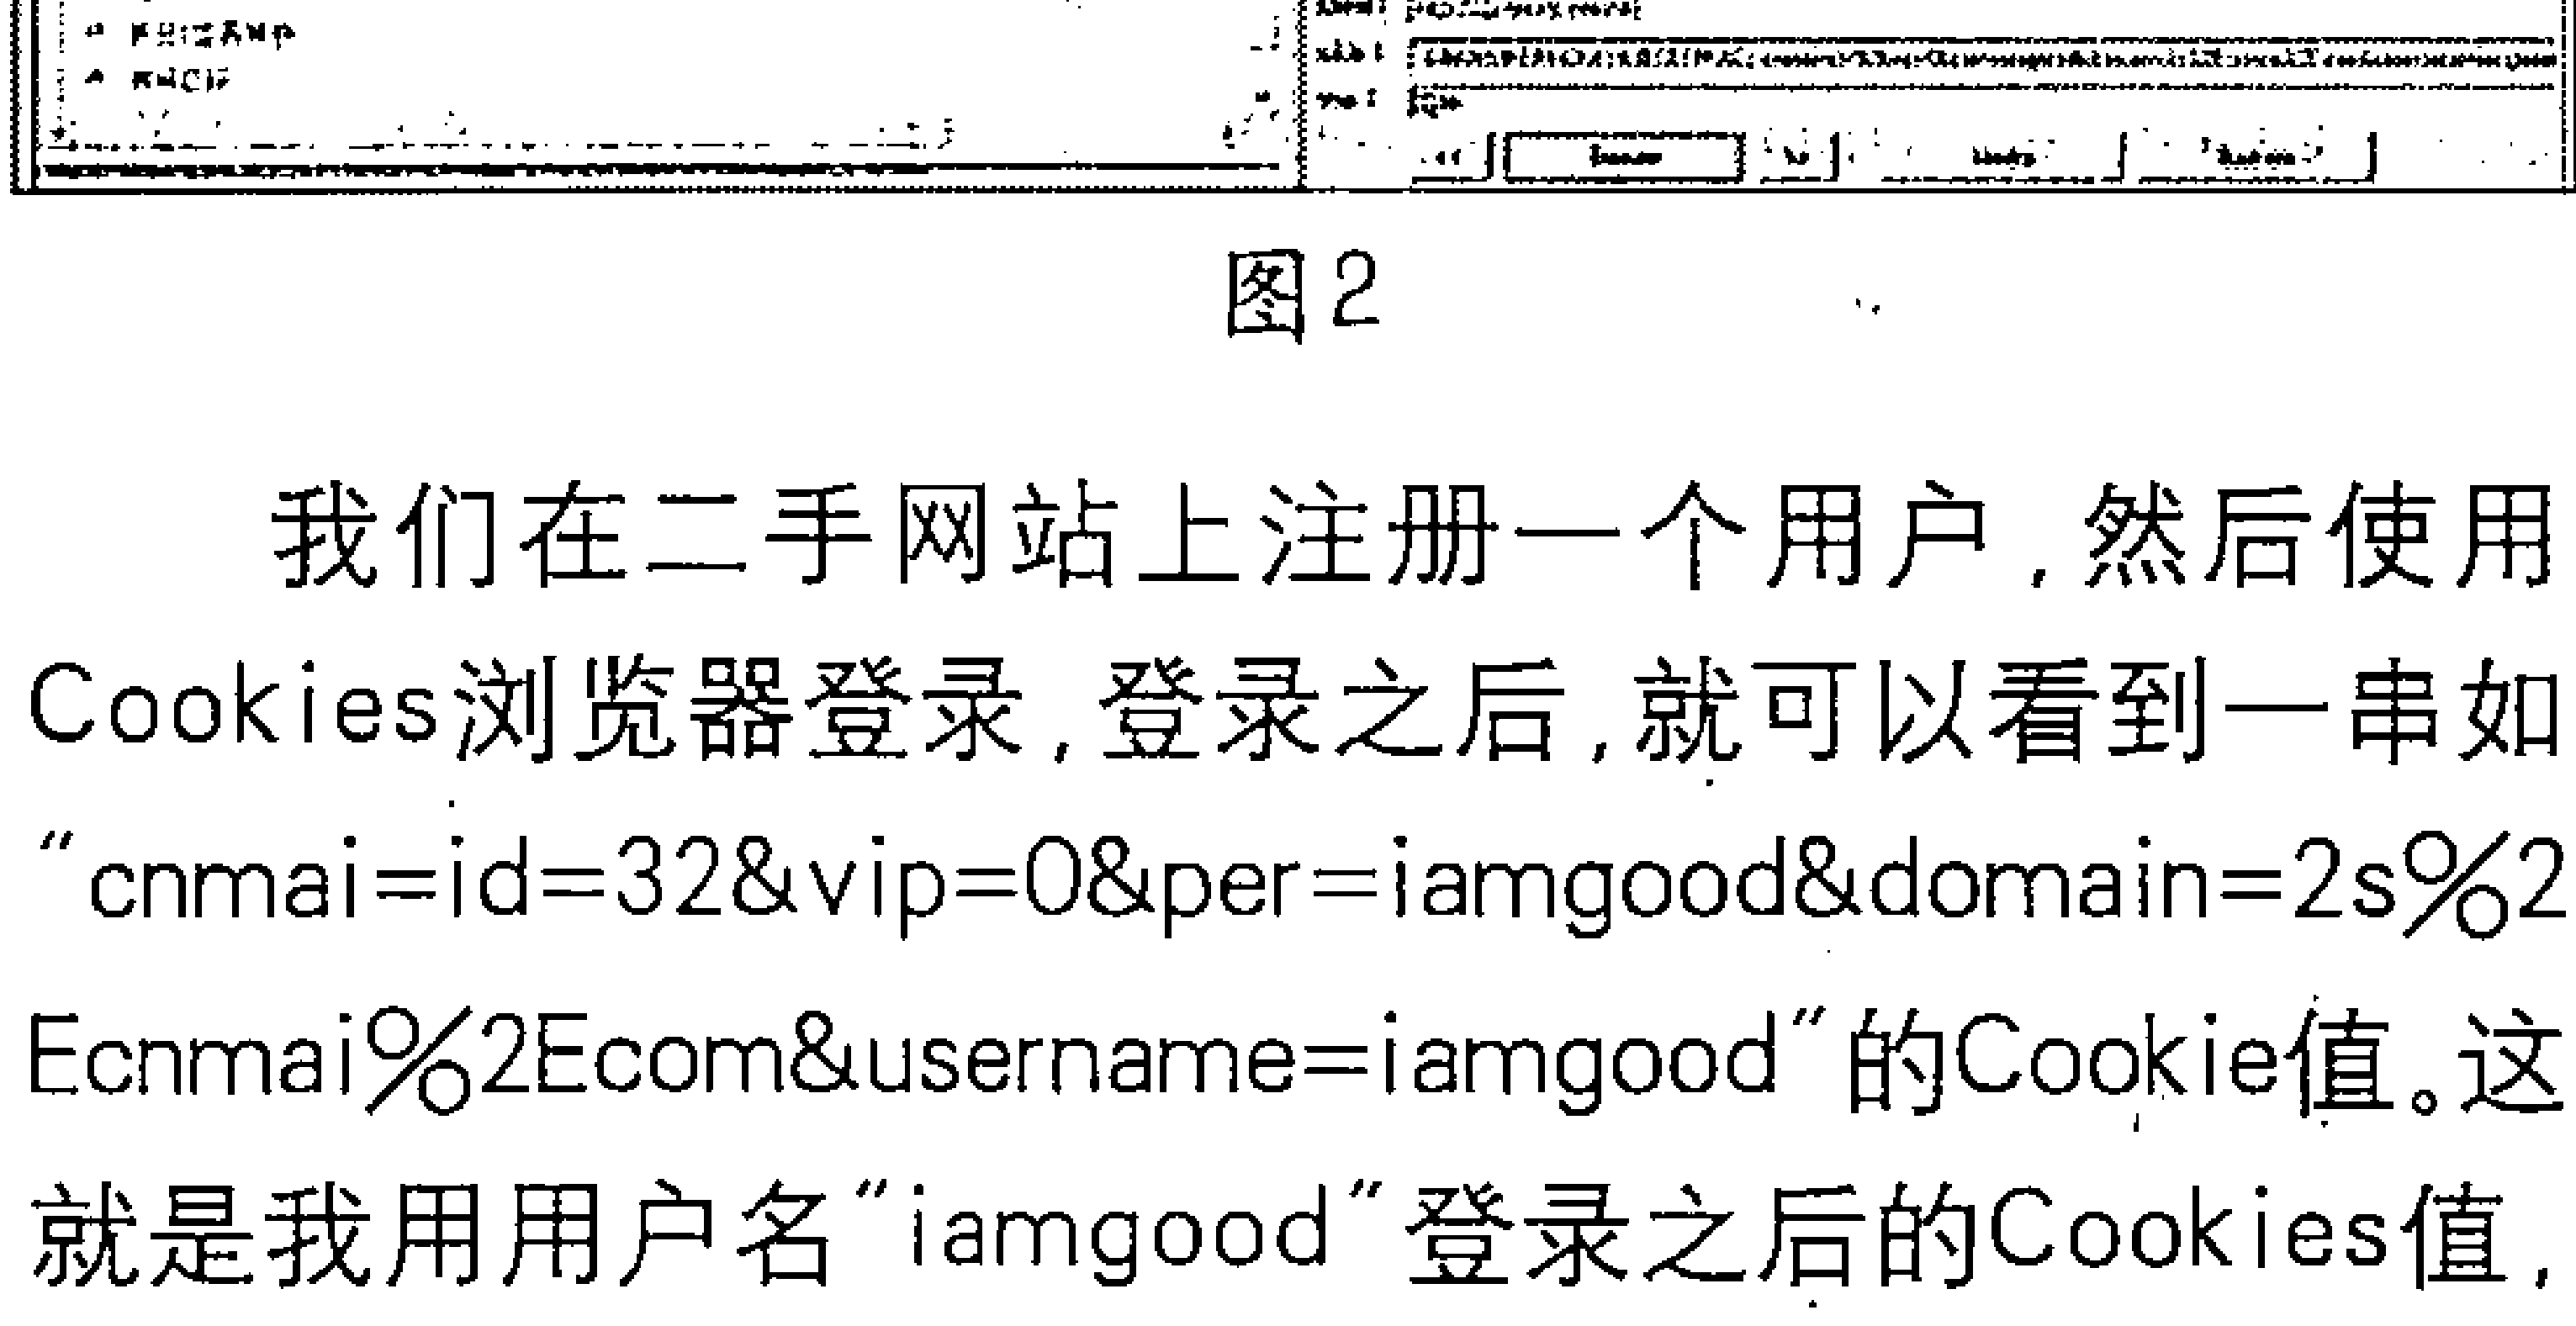 图2
我们在二手网站上注册一个用户,然后使用
Cookies浏览器登录,登录之后,就可以看到一串如
“cnmai=id=32&vip=0&per=iamgood&domain=2s%2
Ecnmai%2Ecom&username=iamgood”的Cookie值。这
就是我用用户名“iamgood”登录之后的Cookies值,